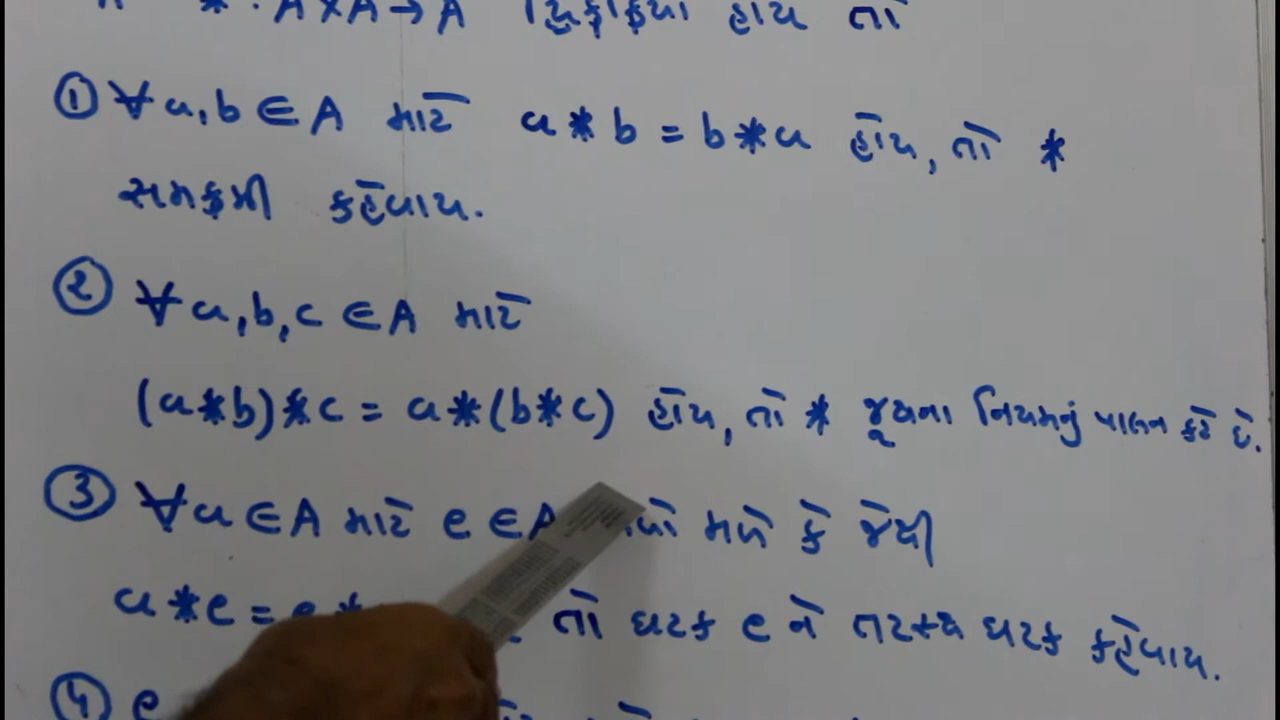 * : A×A→A દ્વિક્ક્રિયા હોય તો
① ∀ a,b ∈ A માટે a * b = b * a હોય, તો *
સમક્રમી કહેવાય.
② ∀ a,b,c ∈ A માટે
(a*b)*c = a*(b*c) હોય, તો * જૂથના નિયમનું પાલન કરે છે.
③ ∀ a ∈ A માટે e ∈ A મળે કે જેથી
a * e = e * તો ઘટક e ને તટસ્થ ઘટક કહેવાય.
④ e